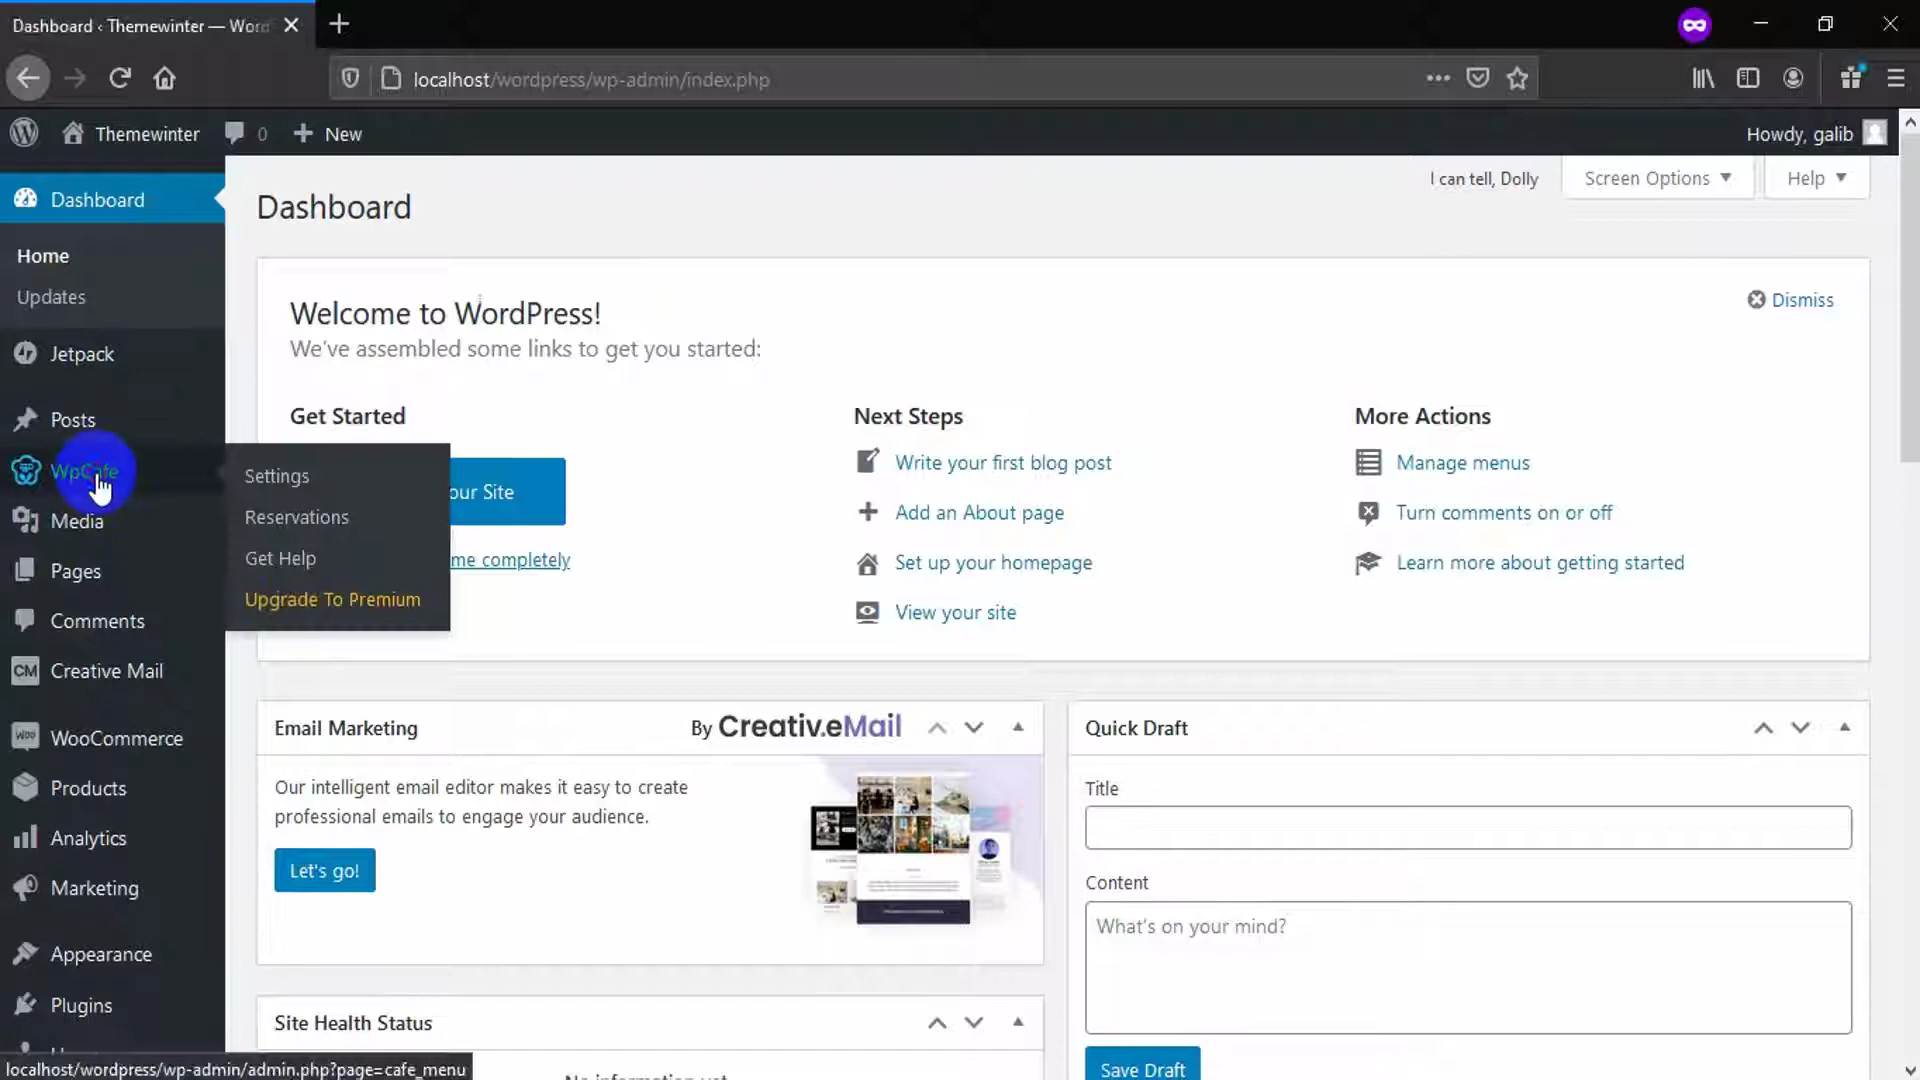 Dashboard ‹ Themewinter — Word
localhost/wordpress/wp-admin/index.php
Themewinter
0
New
Howdy, galib
Dashboard
Home
Updates
Jetpack
Posts
WpCafe
Media
Pages
Comments
CM
Creative Mail
Woo
WooCommerce
Products
Analytics
Marketing
Appearance
Plugins
Settings
Reservations
Get Help
Upgrade To Premium
I can tell, Dolly
Screen Options
Help
Dashboard
Welcome to WordPress!
We've assembled some links to get you started:
Dismiss
Get Started
our Site
me completely
Next Steps
Write your first blog post
Add an About page
Set up your homepage
View your site
More Actions
Manage menus
Turn comments on or off
Learn more about getting started
Email Marketing
By Creativ.eMail
Our intelligent email editor makes it easy to create
professional emails to engage your audience.
Let's go!
Site Health Status
No information yet
Quick Draft
Title
Content
What's on your mind?
Save Draft
localhost/wordpress/wp-admin/admin.php?page=cafe_menu